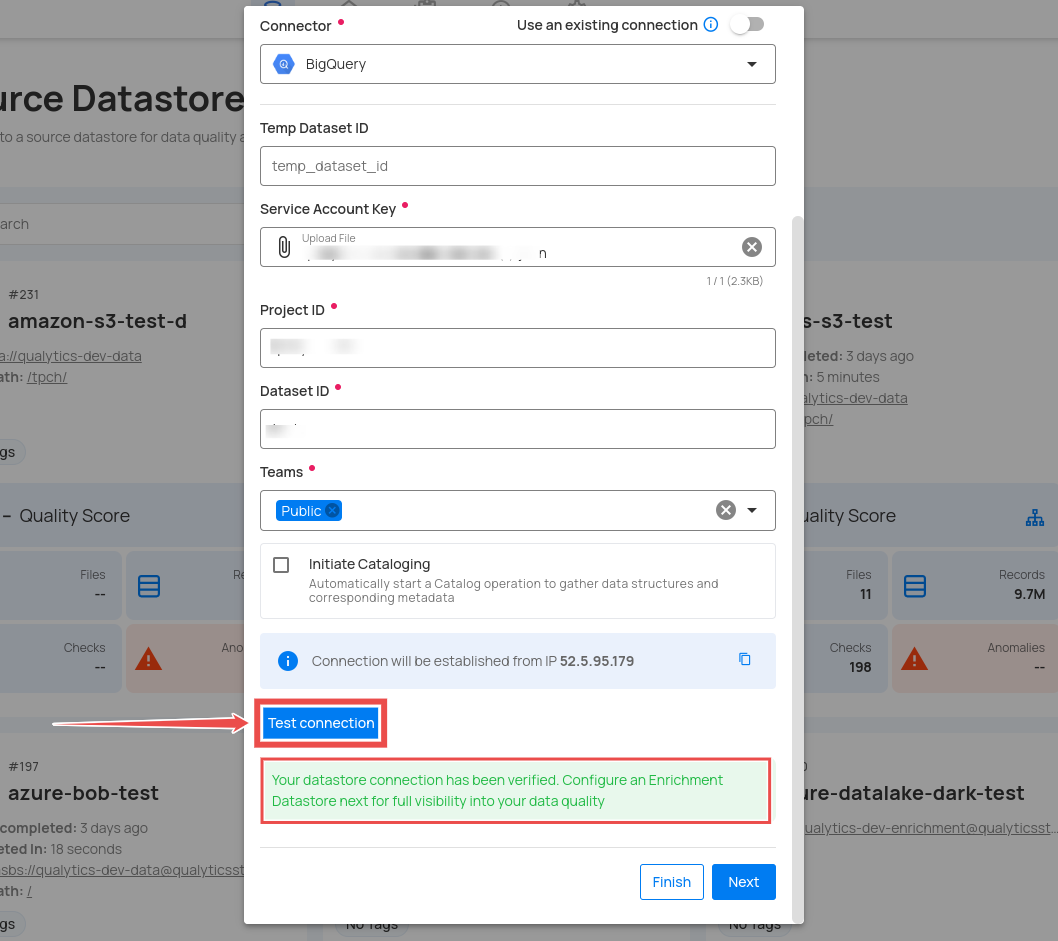 Connector
Use an existing connection
BigQuery
Temp Dataset ID
temp_dataset_id
Service Account Key
Upload File
1 / 1 (2.3KB)
Project ID
Dataset ID
Teams
Public
Initiate Cataloging
Automatically start a Catalog operation to gather data structures and
corresponding metadata
Connection will be established from IP 52.5.95.179
Test connection
Your datastore connection has been verified. Configure an Enrichment
Datastore next for full visibility into your data quality
Finish Next
urce Datastore
to a source datastore for data quality a
arch
#231
amazon-s3-test-d
a://qualytics-dev-data
ath: /tpch/
gs
– Quality Score
Files
--
Re
Checks
--
Ano
#197
azure-bob-test
completed: 3 days ago
eted In: 18 seconds
sbs://qualytics-dev-data@qualyticsst
ath: /
gs
No Tags
s-s3-test
leted: 3 days ago
n: 5 minutes
alytics-dev-data
pch/
uality Score
Files
11
Records
9.7M
Checks
198
Anomalies
--
ure-datalake-dark-test
ualytics-dev-enrichment@qualyticsst...
No Tags